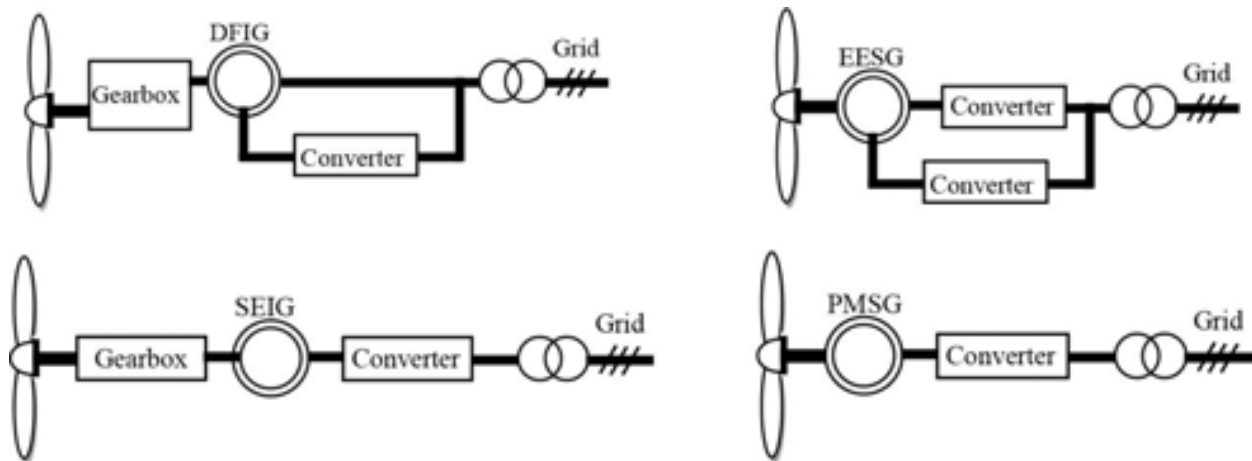 DFIG
Grid
Gearbox
Converter
EESG
Grid
Converter
Converter
SEIG
Grid
Gearbox
Converter
PMSG
Grid
Converter